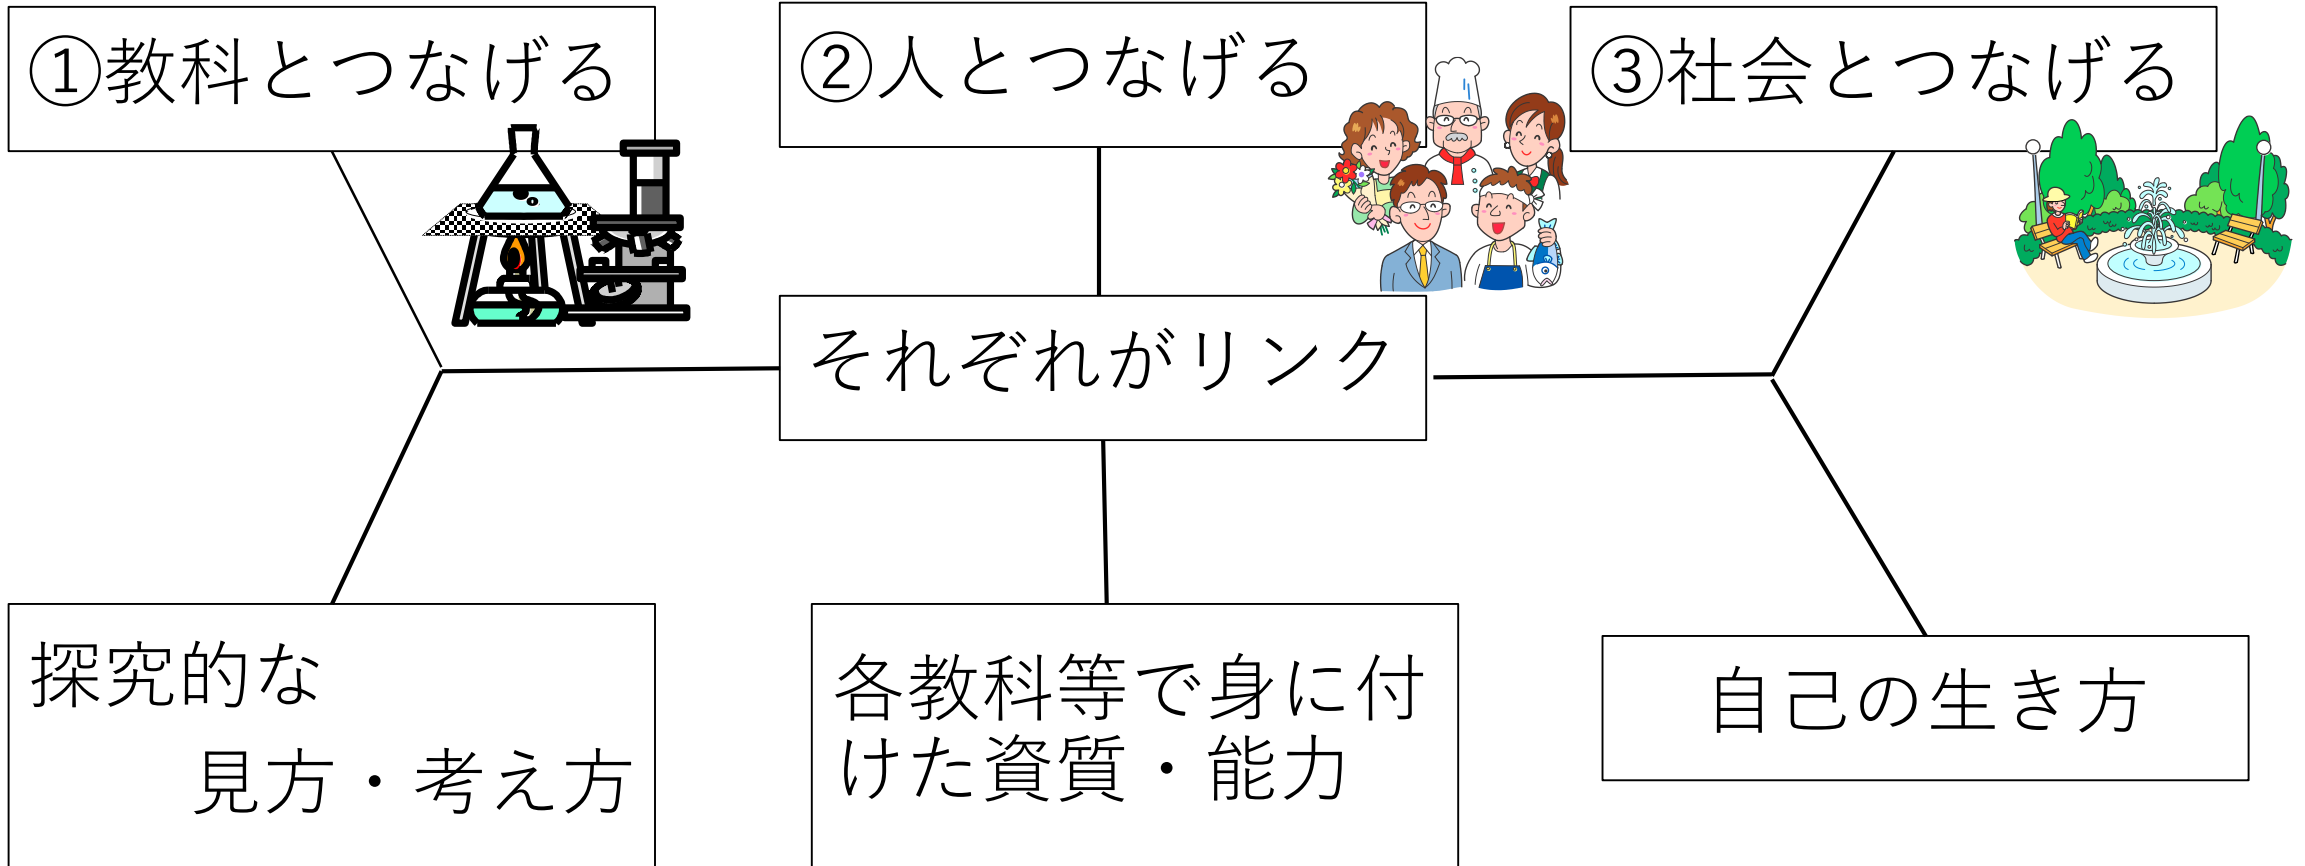 ①教科とつなげる
②人とつなげる
③社会とつなげる
それぞれがリンク
探究的な
見方・考え方
各教科等で身に付
けた資質・能力
自己の生き方